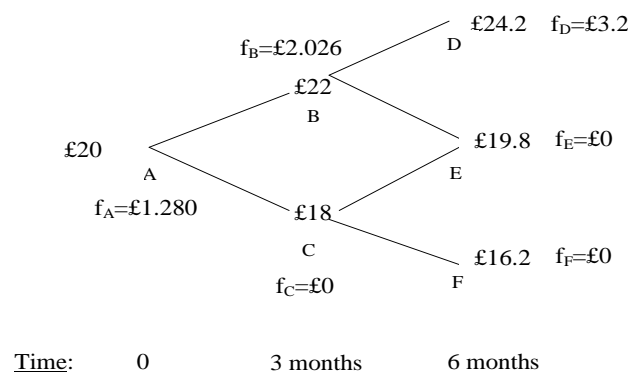 £24.2 f_D=£3.2
f_B=£2.026
D
£22
B
£20
A
£19.8 f_E=£0
E
f_A=£1.280
£18
C
£16.2 f_F=£0
F
f_C=£0
Time: 0 3 months 6 months